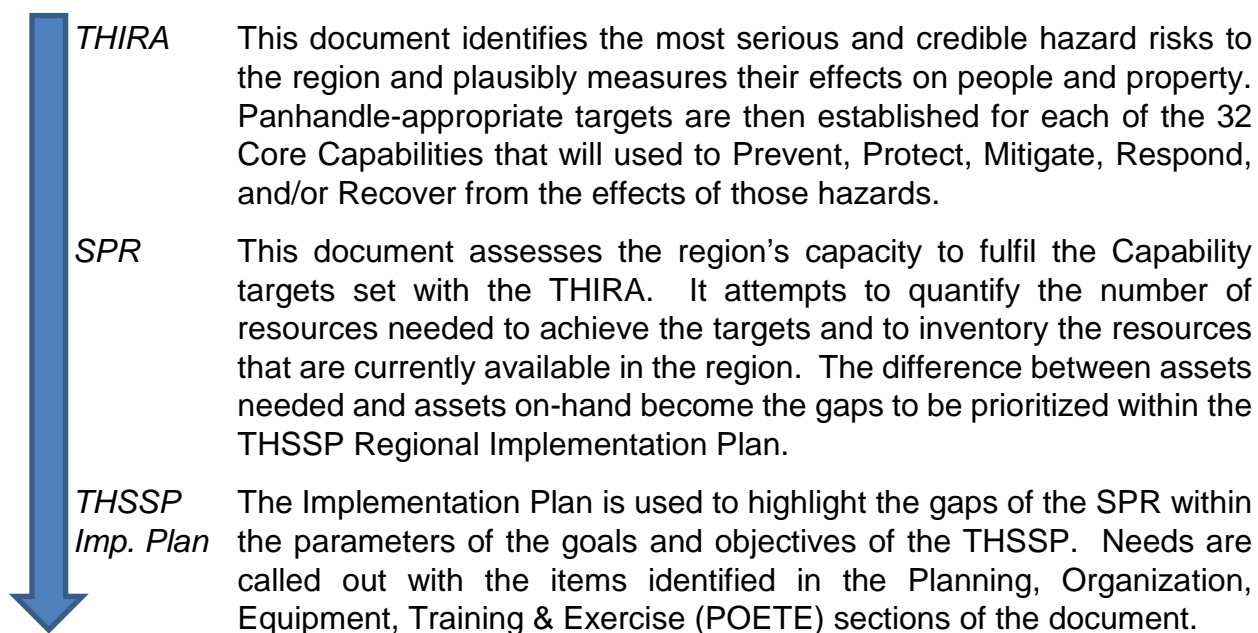 THIRA This document identifies the most serious and credible hazard risks to
the region and plausibly measures their effects on people and property.
Panhandle-appropriate targets are then established for each of the 32
Core Capabilities that will used to Prevent, Protect, Mitigate, Respond,
and/or Recover from the effects of those hazards.
SPR This document assesses the region's capacity to fulfil the Capability
targets set with the THIRA. It attempts to quantify the number of
resources needed to achieve the targets and to inventory the resources
that are currently available in the region. The difference between assets
needed and assets on-hand become the gaps to be prioritized within the
THSSP Regional Implementation Plan.
THSSP The Implementation Plan is used to highlight the gaps of the SPR within
Imp. Plan the parameters of the goals and objectives of the THSSP. Needs are
called out with the items identified in the Planning, Organization,
Equipment, Training & Exercise (POETE) sections of the document.